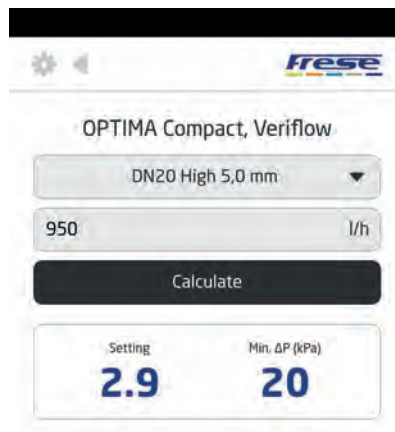 Frese
OPTIMA Compact, Veriflow
DN20 High 5,0 mm
950 l/h
Calculate
Setting Min. ΔP (kPa)
2.9 20